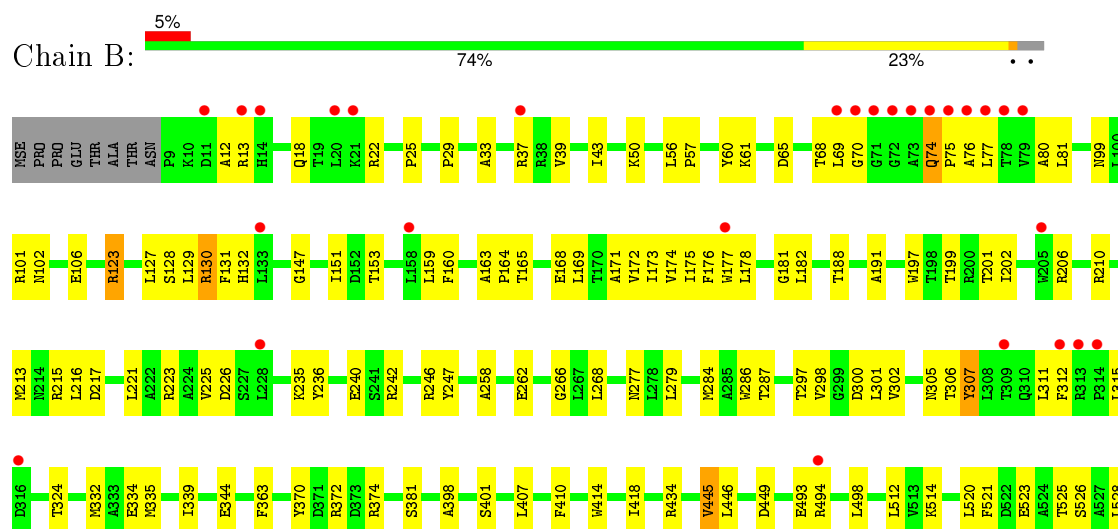 5%
Chain B:
74% 23% • •
MSE PRO PRO GLU THR ALA THR ASN P9 K10 D11 A12 R13 H14 Q18 T19 L20 K21 R22 P25 P29 A33 R37 R38 V39 I43 K50 L56 P57 Y60 K61 D65 T68 L69 G70 G71 G72 A73 Q74 P75 A76 L77 T78 V79 A80 L81 N99 L100
R101 N102 E106 R123 L127 S128 L129 R130 F131 H132 L133 G147 I151 D152 T153 L158 L159 F160 A163 P164 T165 E168 L169 T170 A171 V172 I173 V174 I175 F176 W177 L178 G181 L182 T188 A191 W197 T198 T199 R200 T201 I202 W205 R206 R210
M213 N214 R215 L216 D217 L221 A222 R223 A224 V225 D226 S227 L228 K235 Y236 E240 S241 R242 R246 Y247 A258 E262 G266 L267 L268 N277 L278 L279 M284 A285 W286 T287 T297 V298 G299 D300 L301 V302 N305 T306 Y307 L308 T309 Q310 L311 F312 R313 P314 L315
D316 T324 M332 A333 E334 M335 I339 E344 F363 Y370 D371 R372 D373 R374 S381 A398 S401 L407 F410 W414 I418 R434 V445 L446 D449 E493 R494 L498 L512 V513 K514 L520 F521 D522 E523 A524 T525 S526 A527